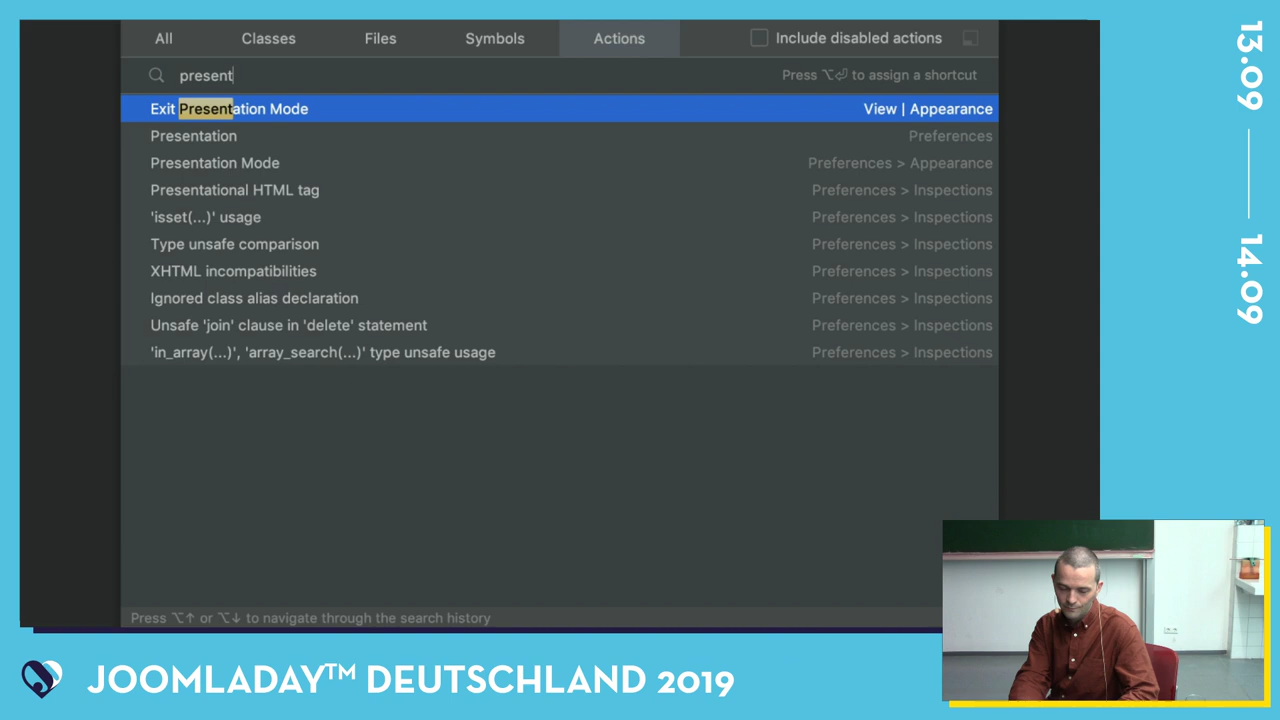 All Classes Files Symbols Actions Include disabled actions
present Press ⌥⏎ to assign a shortcut
Exit Presentation Mode View | Appearance
Presentation Preferences
Presentation Mode Preferences > Appearance
Presentational HTML tag Preferences > Inspections
'isset(...)' usage Preferences > Inspections
Type unsafe comparison Preferences > Inspections
XHTML incompatibilities Preferences > Inspections
Ignored class alias declaration Preferences > Inspections
Unsafe 'join' clause in 'delete' statement Preferences > Inspections
'in_array(...)', 'array_search(...)' type unsafe usage Preferences > Inspections
Press ⌥↑ or ⌥↓ to navigate through the search history
13.09
14.09
JOOMLADAY™ DEUTSCHLAND 2019